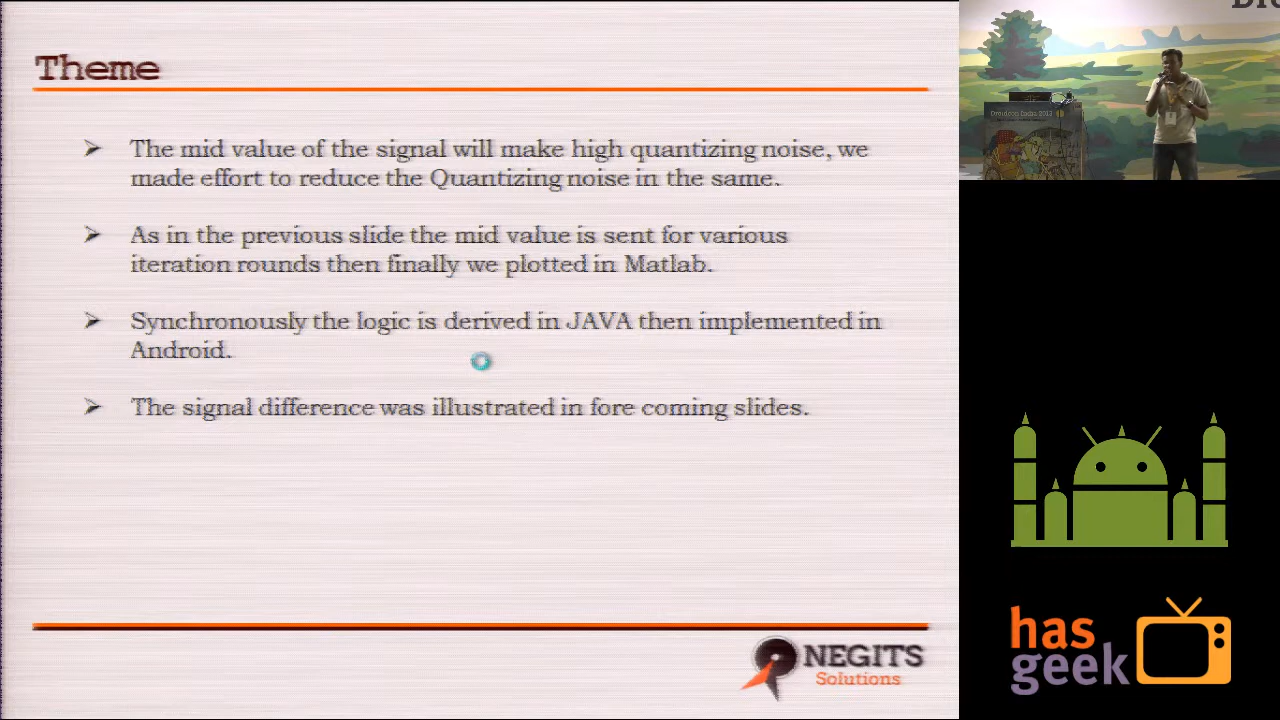 Theme
The mid value of the signal will make high quantizing noise, we
made effort to reduce the Quantizing noise in the same.
As in the previous slide the mid value is sent for various
iteration rounds then finally we plotted in Matlab.
Synchronously the logic is derived in JAVA then implemented in
Android.
The signal difference was illustrated in fore coming slides.
NEGITS
Solutions
Droidcon India 2011
has
geek